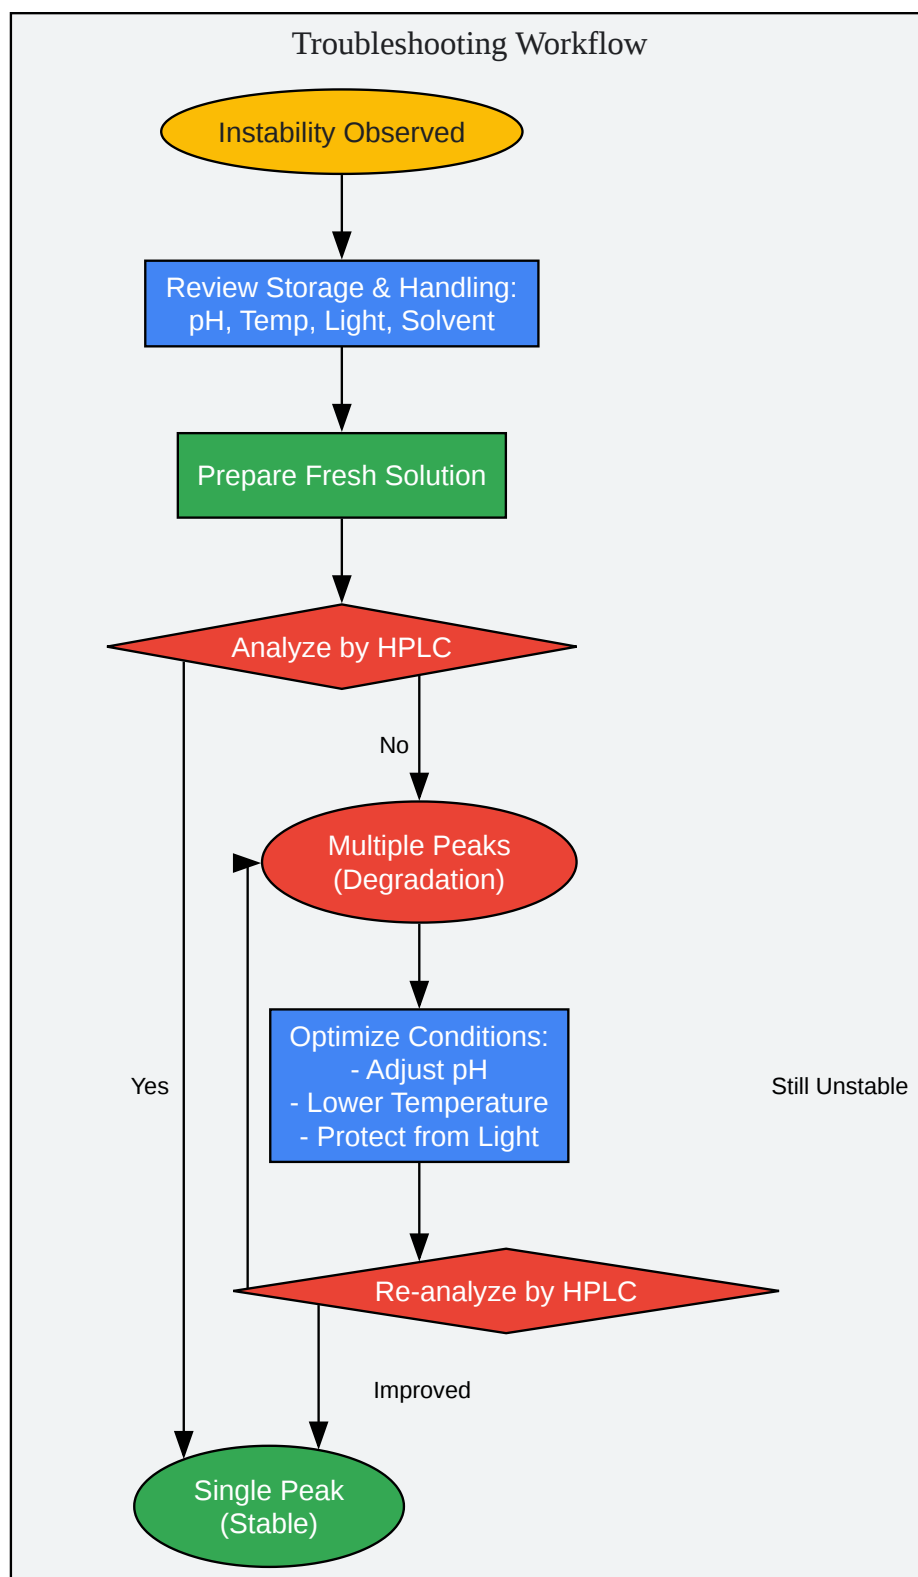 Troubleshooting Workflow
Instability Observed
Review Storage & Handling:
pH, Temp, Light, Solvent
Prepare Fresh Solution
Analyze by HPLC
No
Multiple Peaks
(Degradation)
Optimize Conditions:
- Adjust pH
- Lower Temperature
- Protect from Light
Yes
Still Unstable
Re-analyze by HPLC
Improved
Single Peak
(Stable)